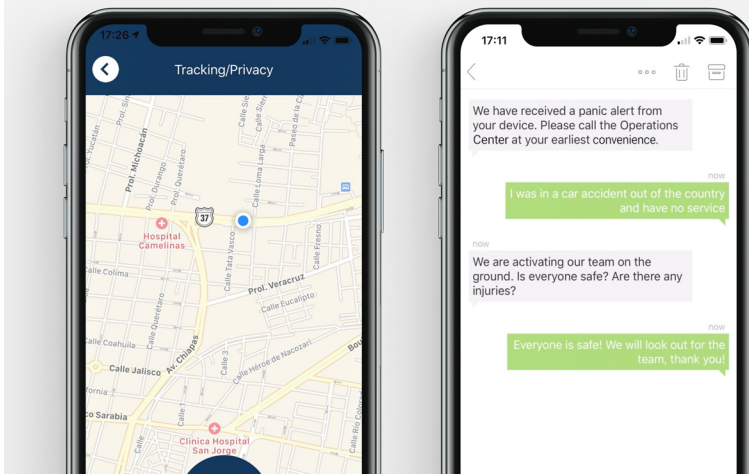 17:26
Tracking/Privacy
Prol. Michoacán
Prol. Durango
Prol. Querétaro
Calle Loma Larga
37
Hospital
Camelinas
Calle Tata Vasco
Calle Fresno
Calle Colima
Prol. Veracruz
Calle Eucalipto
Calle Querétaro
Calle Coahuila
Av. Chiapas
Calle Jalisco
Calle 3
Calle Héroe de Nacozari
Calle 1
Calle
Clínica Hospital
San Jorge
17:11
We have received a panic alert from
your device. Please call the Operations
Center at your earliest convenience.
now
I was in a car accident out of the country
and have no service
now
We are activating our team on the
ground. Is everyone safe? Are there any
injuries?
now
Everyone is safe! We will look out for the
team, thank you!